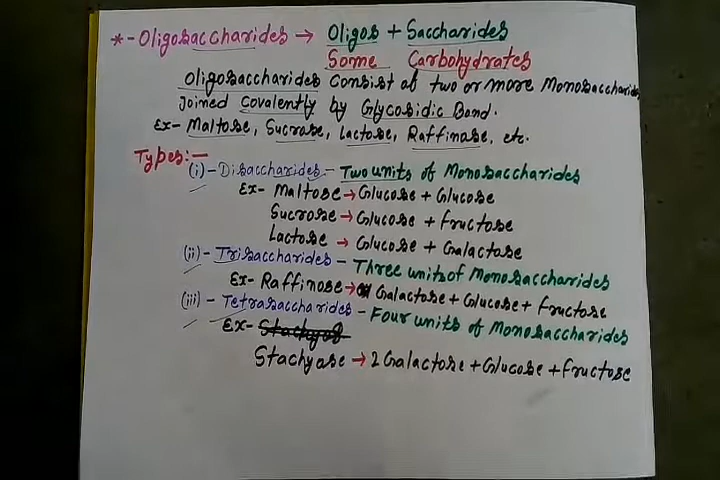 *- Oligosaccharides → Oligos + Saccharides
Some Carbohydrates
Oligosaccharides consist of two or more Monosaccharides
Joined covalently by Glycosidic Bond.
Ex- Maltose, Sucrose, Lactose, Raffinose, etc.
Types:-
(i)- Disaccharides - Two units of Monosaccharides
Ex- Maltose → Glucose + Glucose
Sucrose → Glucose + Fructose
Lactose → Glucose + Galactose
(ii)- Trisaccharides - Three units of Monosaccharides
Ex- Raffinose → Galactose + Glucose + Fructose
(iii)- Tetrasaccharides - Four units of Monosaccharides
Ex- Stachyos
Stachyase → 2 Galactose + Glucose + Fructose